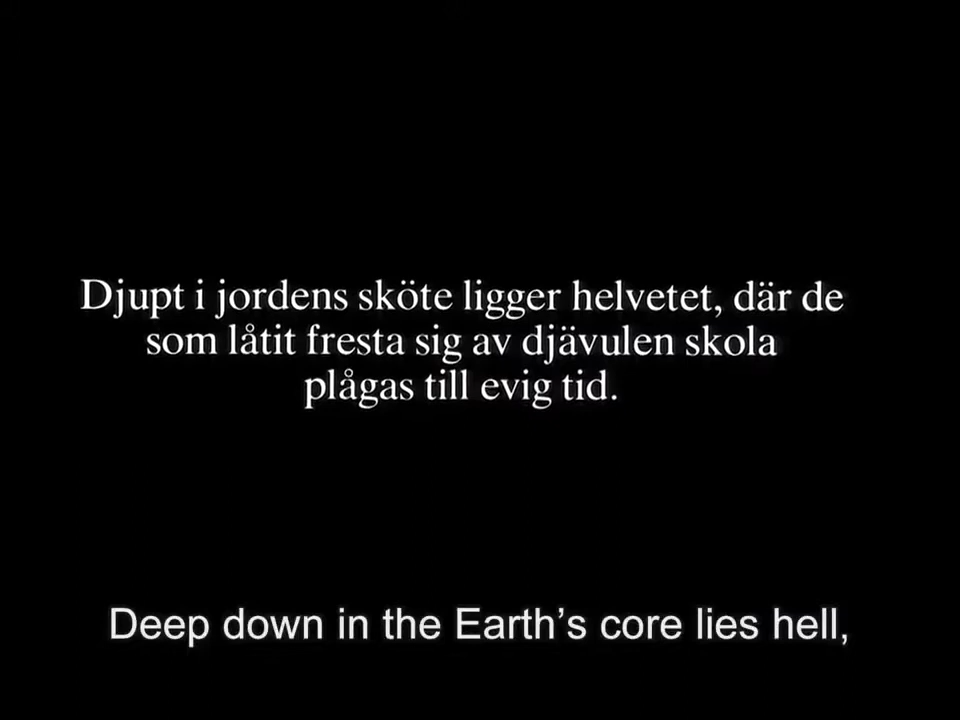 Djupt i jordens sköte ligger helvetet, där de
som låtit fresta sig av djävulen skola
plågas till evig tid.
Deep down in the Earth’s core lies hell,